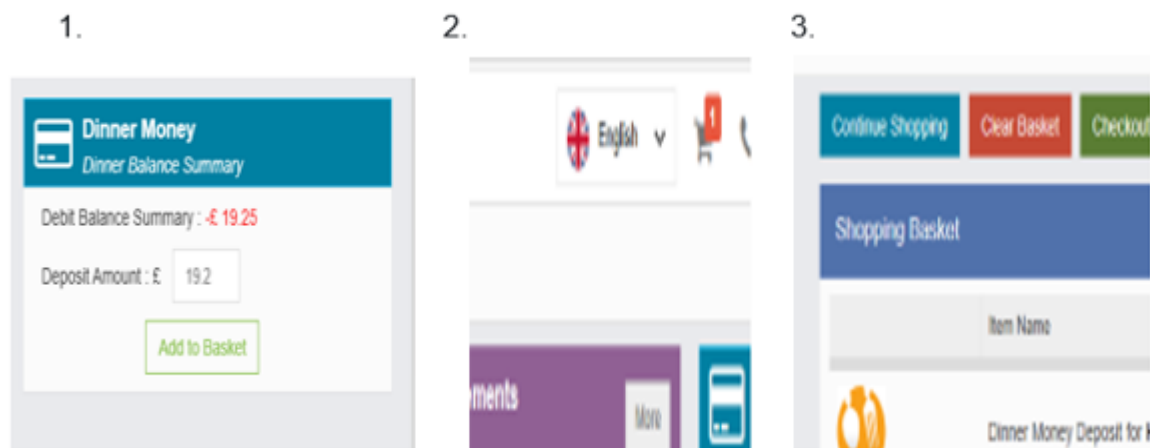 1.
2.
3.
Dinner Money
Dinner Balance Summary
Debit Balance Summary : -£ 19.25
Deposit Amount : £ 19.2
Add to Basket
English
1
ments
More
Continue Shopping Clear Basket Checkout
Shopping Basket
Item Name
Dinner Money Deposit for